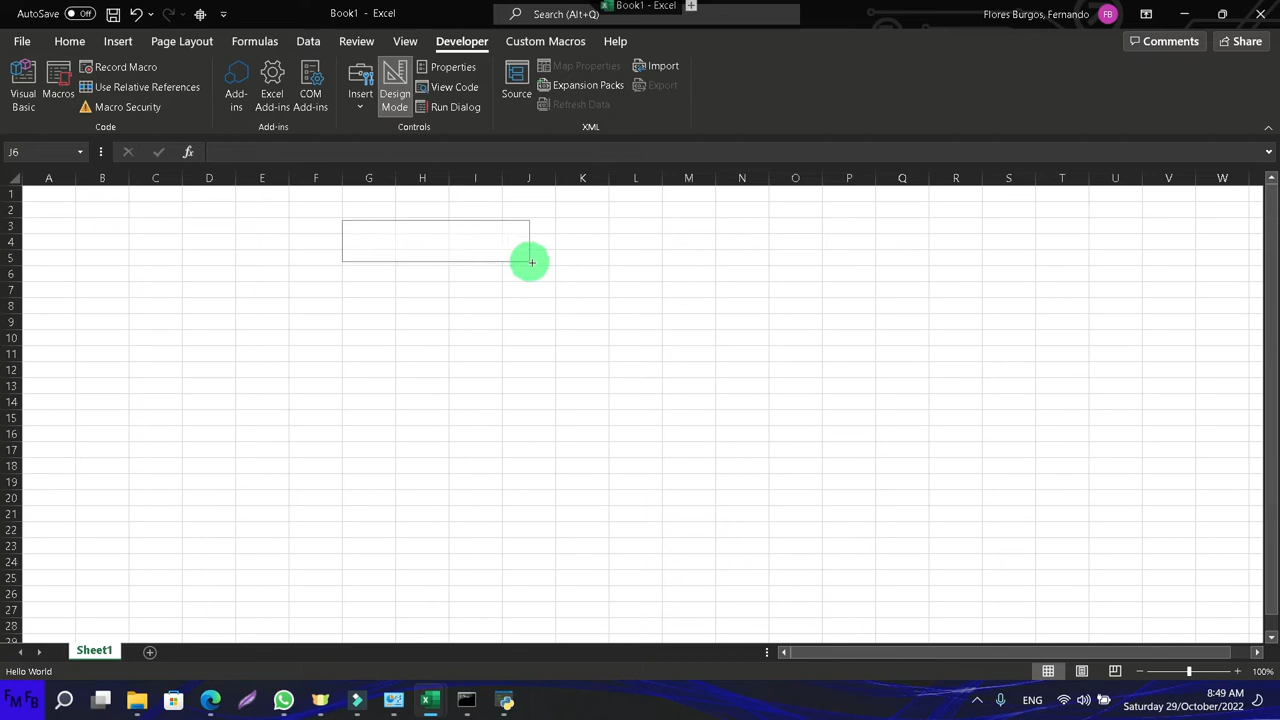 AutoSave Off Book1 - Excel Search (Alt+Q) Book1 - Excel Flores Burgos, Fernando FB
File Home Insert Page Layout Formulas Data Review View Developer Custom Macros Help Comments Share
Visual Basic
Macros
Record Macro
Use Relative References
Macro Security
Code
Add-ins
Excel Add-ins
COM Add-ins
Add-ins
Insert
Design Mode
Properties
View Code
Run Dialog
Controls
Source
Map Properties
Expansion Packs
Refresh Data
Import
Export
XML
J6 fx
A B C D E F G H I J K L M N O P Q R S T U V W
1
2
3
4
5
6
7
8
9
10
11
12
13
14
15
16
17
18
19
20
21
22
23
24
25
26
27
28
29
Sheet1
Hello World 100%
FM FB ENG 8:49 AM
Saturday 29/October/2022